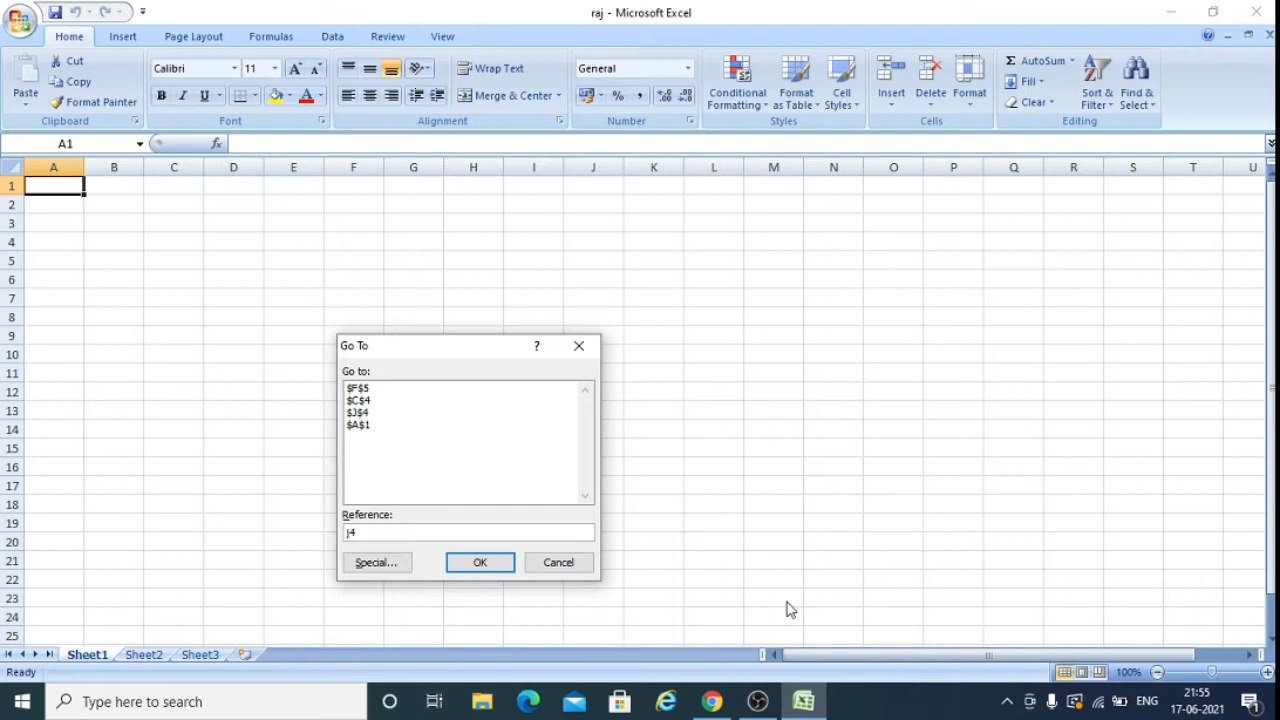 raj - Microsoft Excel
Home Insert Page Layout Formulas Data Review View
Paste
Cut
Copy
Format Painter
Clipboard
Calibri 11
B I U
Font
Wrap Text
Merge & Center
Alignment
General
% ,
Number
Conditional Formatting
Format as Table
Cell Styles
Styles
Insert Delete Format
Cells
Σ AutoSum
Fill
Clear
Sort & Filter
Find & Select
Editing
A1 fx
A B C D E F G H I J K L M N O P Q R S T U
1
2
3
4
5
6
7
8
9
10
11
12
13
14
15
16
17
18
19
20
21
22
23
24
25
Go To ?
Go to:
$F$5
$C$4
$J$4
$A$1
Reference:
j4
Special... OK Cancel
Sheet1 Sheet2 Sheet3
Ready 100%
Type here to search
ENG
21:55
17-06-2021
1